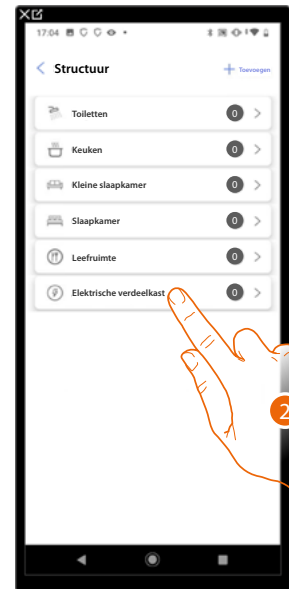 17:04
Structuur
Toevoegen
Toiletten 0
Keuken 0
Kleine slaapkamer 0
Slaapkamer 0
Leefruimte 0
Elektrische verdeelkast 0
2